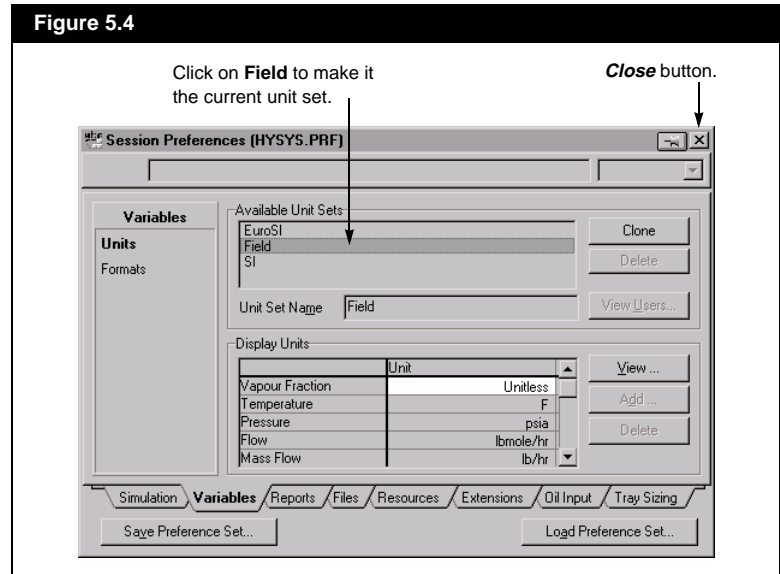 Figure 5.4
Click on Field to make it
the current unit set.
Close button.
Session Preferences (HYSYS.PRF)
Variables
Units
Formats
Available Unit Sets
EuroSI
Field
SI
Unit Set Name Field
Clone
Delete
View Users...
Display Units
Unit
Vapour Fraction Unitless
Temperature F
Pressure psia
Flow lbmole/hr
Mass Flow lb/hr
View ...
Add ...
Delete
Simulation Variables Reports Files Resources Extensions Oil Input Tray Sizing
Save Preference Set... Load Preference Set...